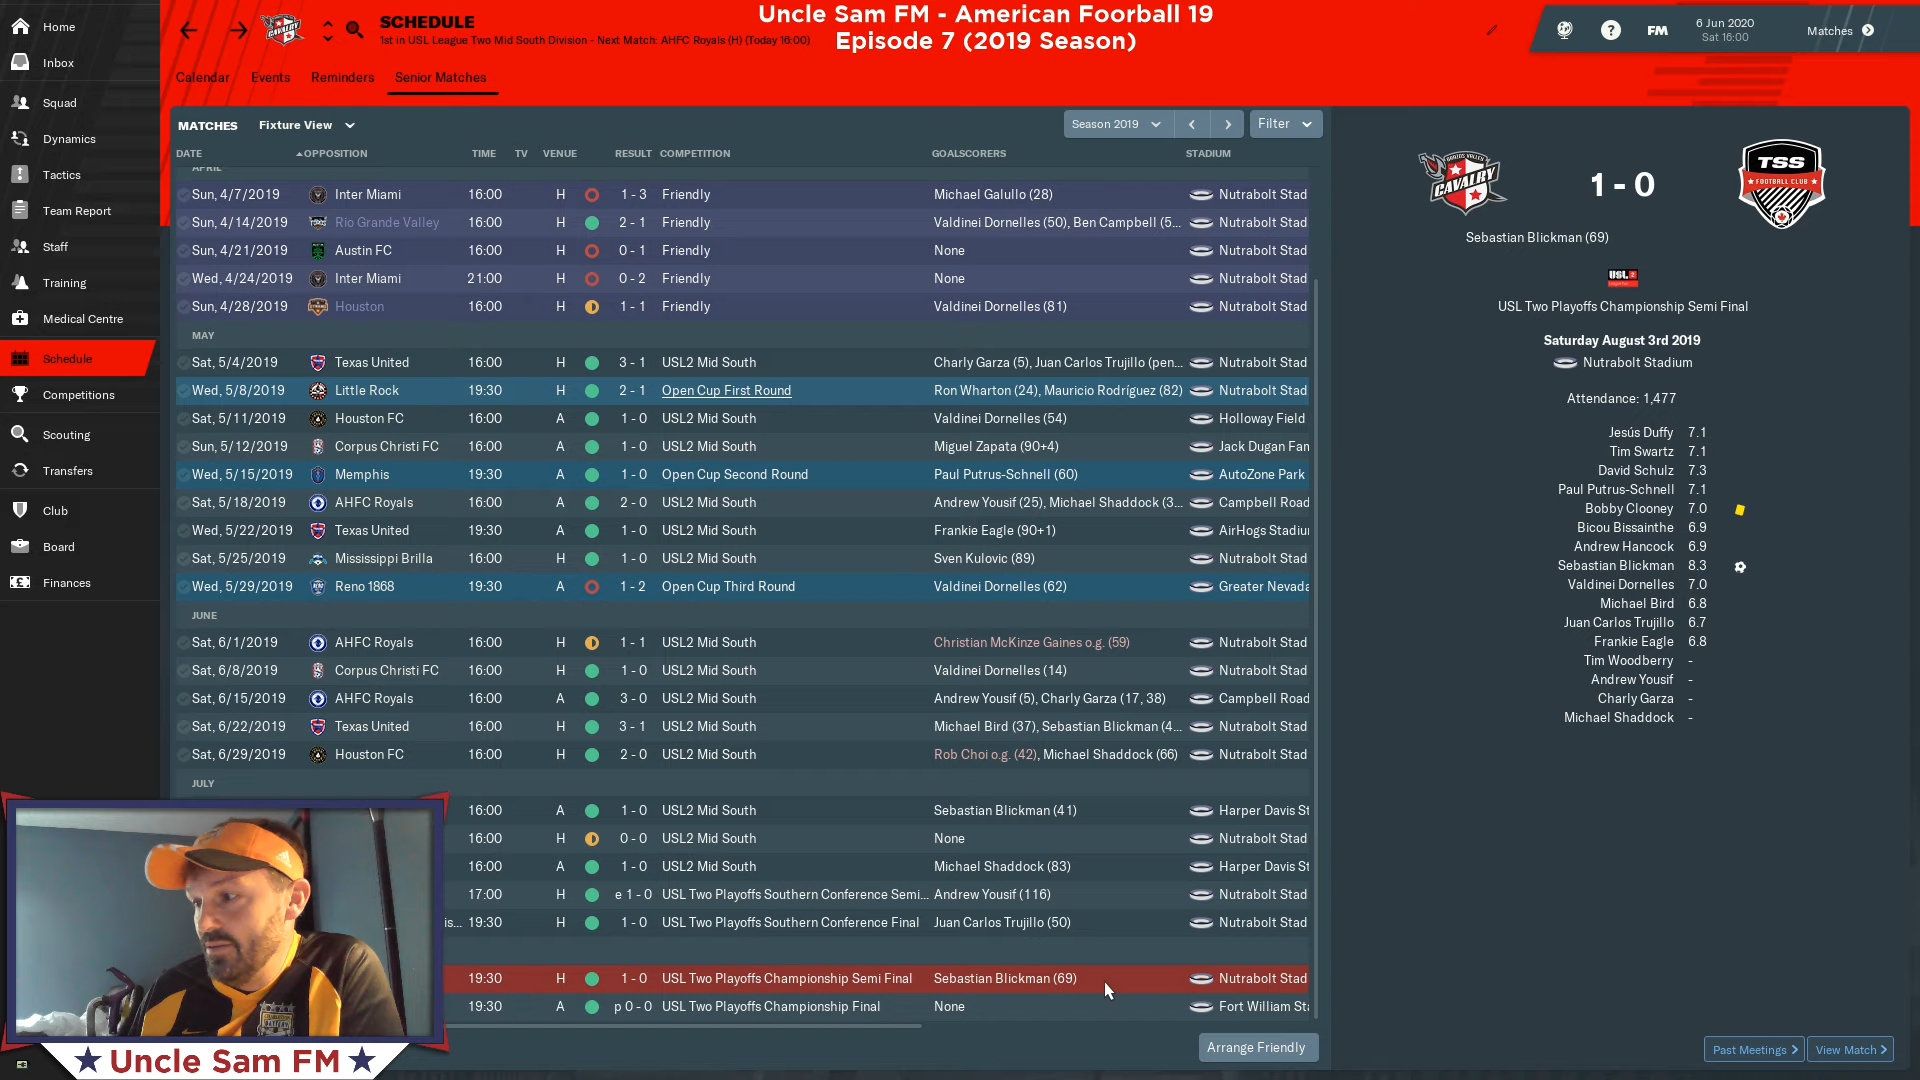 Home
Inbox
Squad
Dynamics
Tactics
Team Report
Staff
Training
Medical Centre
Schedule
Competitions
Scouting
Transfers
Club
Board
Finances
SCHEDULE
1st in USL League Two Mid South Division - Next Match: AHFC Royals (H) (Today 16:00)
Uncle Sam FM - American Foorball 19
Episode 7 (2019 Season)
? FM 6 Jun 2020
Sat 16:00
Matches
Calendar Events Reminders Senior Matches
MATCHES Fixture View Season 2019 Filter
DATE OPPOSITION TIME TV VENUE RESULT COMPETITION GOALSCORERS STADIUM
APRIL
Sun, 4/7/2019 Inter Miami 16:00 H 1 - 3 Friendly Michael Galullo (28) Nutrabolt Stad
Sun, 4/14/2019 Rio Grande Valley 16:00 H 2 - 1 Friendly Valdinei Dornelles (50), Ben Campbell (5... Nutrabolt Stad
Sun, 4/21/2019 Austin FC 16:00 H 0 - 1 Friendly None Nutrabolt Stad
Wed, 4/24/2019 Inter Miami 21:00 H 0 - 2 Friendly None Nutrabolt Stad
Sun, 4/28/2019 Houston 16:00 H 1 - 1 Friendly Valdinei Dornelles (81) Nutrabolt Stad
MAY
Sat, 5/4/2019 Texas United 16:00 H 3 - 1 USL2 Mid South Charly Garza (5), Juan Carlos Trujillo (pen... Nutrabolt Stad
Wed, 5/8/2019 Little Rock 19:30 H 2 - 1 Open Cup First Round Ron Wharton (24), Mauricio Rodríguez (82) Nutrabolt Stad
Sat, 5/11/2019 Houston FC 16:00 A 1 - 0 USL2 Mid South Valdinei Dornelles (54) Holloway Field
Sun, 5/12/2019 Corpus Christi FC 16:00 A 1 - 0 USL2 Mid South Miguel Zapata (90+4) Jack Dugan Fam
Wed, 5/15/2019 Memphis 19:30 A 1 - 0 Open Cup Second Round Paul Putrus-Schnell (60) AutoZone Park
Sat, 5/18/2019 AHFC Royals 16:00 A 2 - 0 USL2 Mid South Andrew Yousif (25), Michael Shaddock (3... Campbell Road
Wed, 5/22/2019 Texas United 19:30 A 1 - 0 USL2 Mid South Frankie Eagle (90+1) AirHogs Stadiu
Sat, 5/25/2019 Mississippi Brilla 16:00 H 1 - 0 USL2 Mid South Sven Kulovic (89) Nutrabolt Stad
Wed, 5/29/2019 Reno 1868 19:30 A 1 - 2 Open Cup Third Round Valdinei Dornelles (62) Greater Nevada
JUNE
Sat, 6/1/2019 AHFC Royals 16:00 H 1 - 1 USL2 Mid South Christian McKinze Gaines o.g. (59) Nutrabolt Stad
Sat, 6/8/2019 Corpus Christi FC 16:00 H 1 - 0 USL2 Mid South Valdinei Dornelles (14) Nutrabolt Stad
Sat, 6/15/2019 AHFC Royals 16:00 A 3 - 0 USL2 Mid South Andrew Yousif (5), Charly Garza (17, 38) Campbell Road
Sat, 6/22/2019 Texas United 16:00 H 3 - 1 USL2 Mid South Michael Bird (37), Sebastian Blickman (4... Nutrabolt Stad
Sat, 6/29/2019 Houston FC 16:00 H 2 - 0 USL2 Mid South Rob Choi o.g. (42), Michael Shaddock (66) Nutrabolt Stad
JULY
16:00 A 1 - 0 USL2 Mid South Sebastian Blickman (41) Harper Davis St
16:00 H 0 - 0 USL2 Mid South None Nutrabolt Stad
16:00 A 1 - 0 USL2 Mid South Michael Shaddock (83) Harper Davis St
17:00 H e 1 - 0 USL Two Playoffs Southern Conference Semi... Andrew Yousif (116) Nutrabolt Stad
is... 19:30 H 1 - 0 USL Two Playoffs Southern Conference Final Juan Carlos Trujillo (50) Nutrabolt Stad
19:30 H 1 - 0 USL Two Playoffs Championship Semi Final Sebastian Blickman (69) Nutrabolt Stad
19:30 A p 0 - 0 USL Two Playoffs Championship Final None Fort William Sta
Arrange Friendly
CAVALRY 1 - 0 TSS
FOOTBALL CLUB
Sebastian Blickman (69)
USL 2
USL Two Playoffs Championship Semi Final
Saturday August 3rd 2019
Nutrabolt Stadium
Attendance: 1,477
Jesús Duffy 7.1
Tim Swartz 7.1
David Schulz 7.3
Paul Putrus-Schnell 7.1
Bobby Clooney 7.0
Bicou Bissainthe 6.9
Andrew Hancock 6.9
Sebastian Blickman 8.3
Valdinei Dornelles 7.0
Michael Bird 6.8
Juan Carlos Trujillo 6.7
Frankie Eagle 6.8
Tim Woodberry -
Andrew Yousif -
Charly Garza -
Michael Shaddock -
Past Meetings View Match
Uncle Sam FM